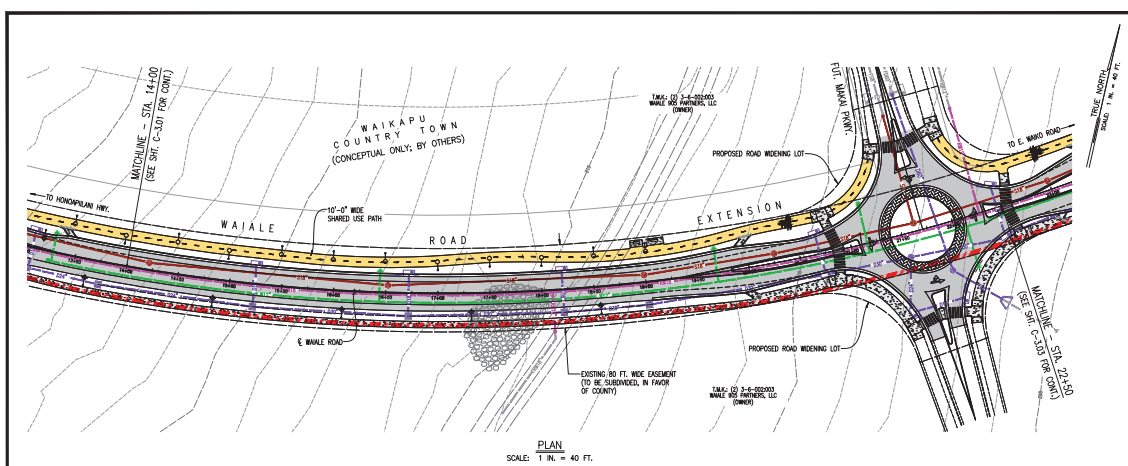 MATCHLINE - STA. 14+00
(SEE SHT. C-3.01 FOR CONT.)
WAIKAPU
COUNTRY TOWN
(CONCEPTUAL ONLY; BY OTHERS)
T.M.K.: (2) 3-6-002:003
WAIALE 905 PARTNERS, LLC
(OWNER)
FUT. MAKAI PKWY.
TRUE NORTH
SCALE: 1 IN. = 40 FT.
TO E. WAIKO ROAD
PROPOSED ROAD WIDENING LOT
TO HONOAPIILANI HWY.
10'-0" WIDE
SHARED USE PATH
WAIALE ROAD EXTENSION
℄ WAIALE ROAD
PROPOSED ROAD WIDENING LOT
EXISTING 80 FT. WIDE EASEMENT
(TO BE SUBDIVIDED, IN FAVOR
OF COUNTY)
T.M.K.: (2) 3-6-002:003
WAIALE 905 PARTNERS, LLC
(OWNER)
MATCHLINE - STA. 22+50
(SEE SHT. C-3.03 FOR CONT.)
PLAN
SCALE: 1 IN. = 40 FT.